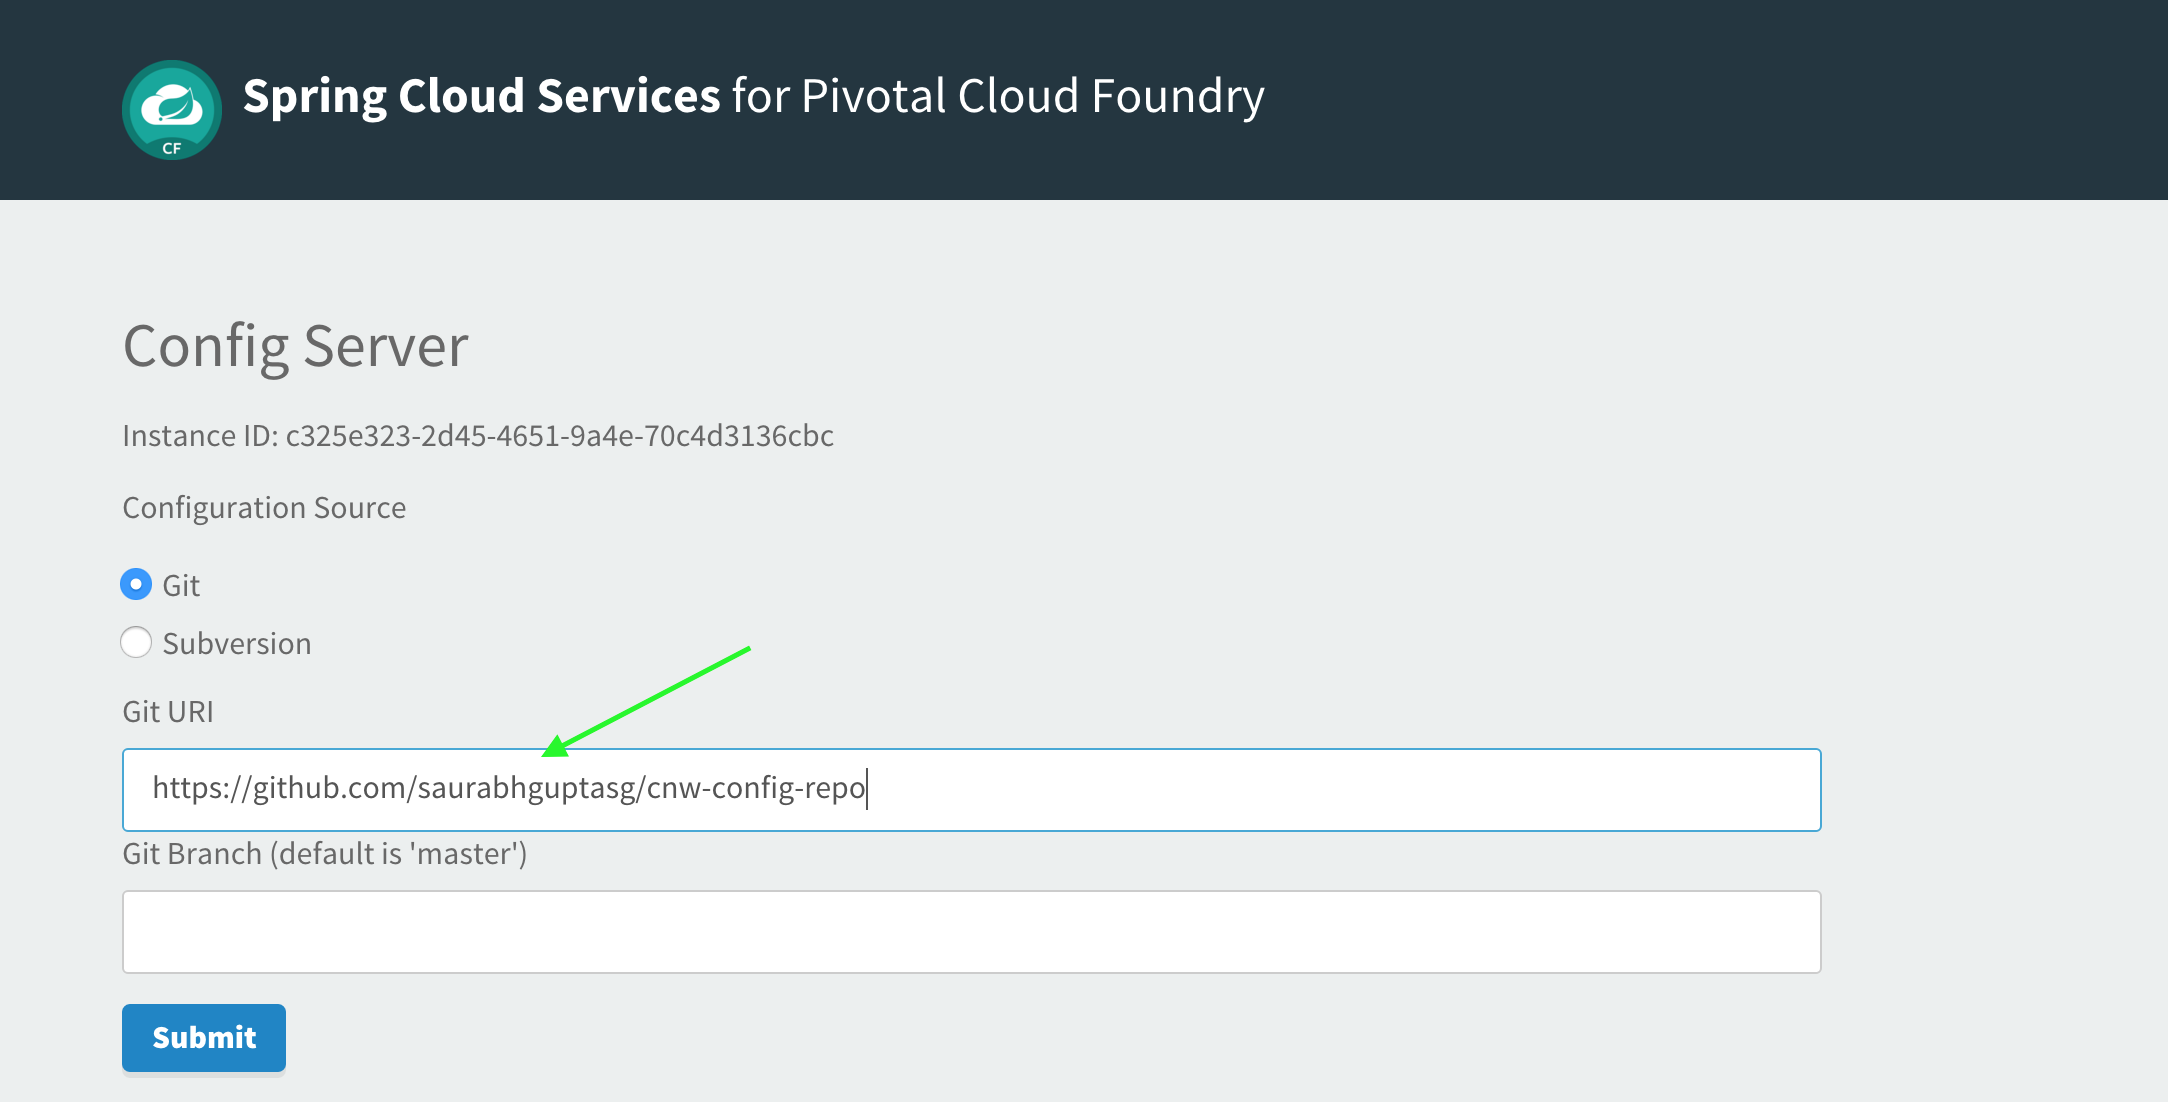 Spring Cloud Services for Pivotal Cloud Foundry
CF
Config Server
Instance ID: c325e323-2d45-4651-9a4e-70c4d3136cbc
Configuration Source
Git
Subversion
Git URI
https://github.com/saurabhguptasg/cnw-config-repo
Git Branch (default is 'master')
Submit